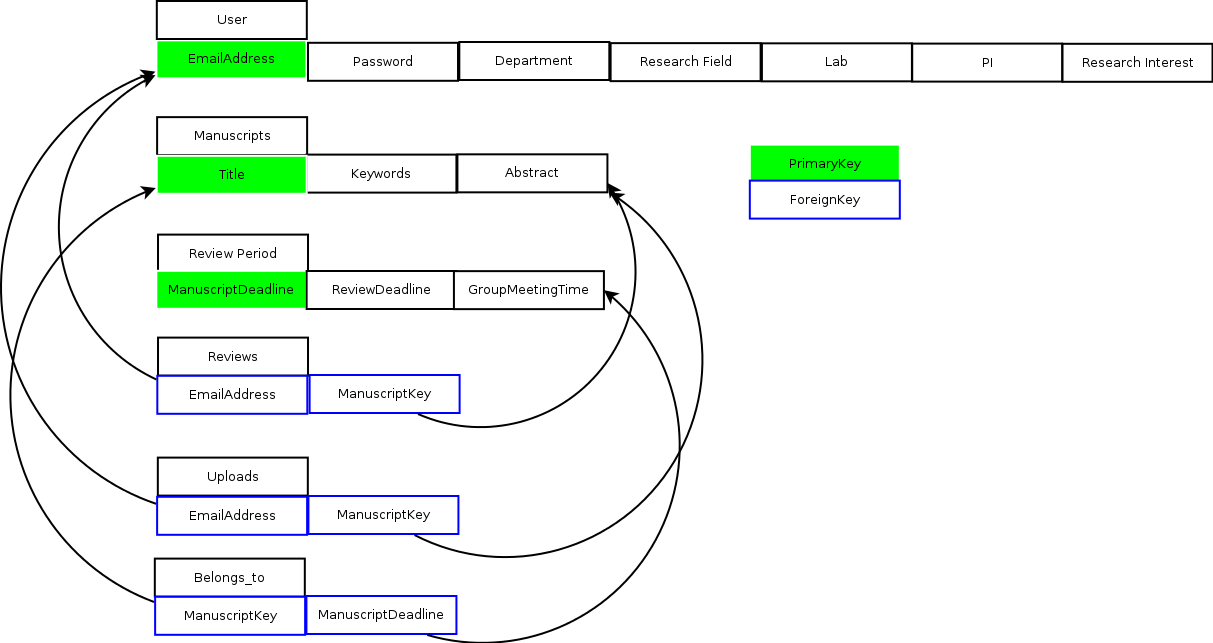 User
EmailAddress Password Department Research Field Lab PI Research Interest
Manuscripts
Title Keywords Abstract
PrimaryKey
ForeignKey
Review Period
ManuscriptDeadline ReviewDeadline GroupMeetingTime
Reviews
EmailAddress ManuscriptKey
Uploads
EmailAddress ManuscriptKey
Belongs_to
ManuscriptKey ManuscriptDeadline